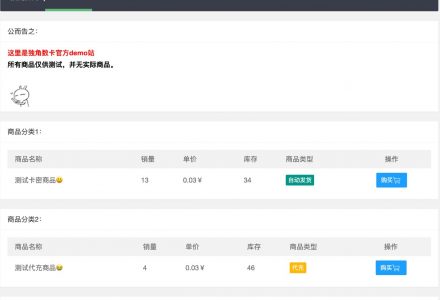 公而告之：
这里是独角数卡官方demo站
所有商品仅供测试，并无实际商品。
商品分类1：
商品名称 销量 单价 库存 商品类型 操作
测试卡密商品😀 13 0.03￥ 34 自动发货 购买
商品分类2：
商品名称 销量 单价 库存 商品类型 操作
测试代充商品😂 4 0.03￥ 46 代充 购买